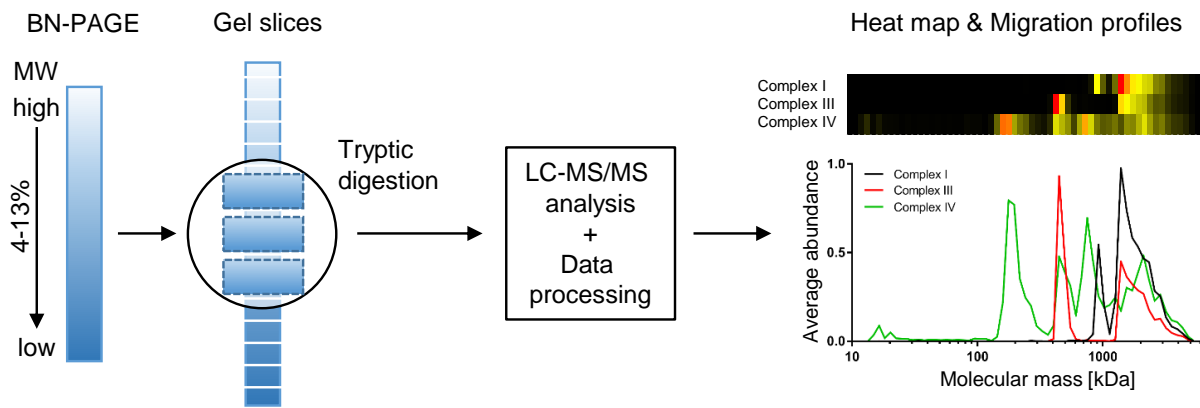 BN-PAGE
Gel slices
Heat map & Migration profiles
MW
high
4-13%
low
Tryptic
digestion
LC-MS/MS
analysis
+
Data
processing
Complex I
Complex III
Complex IV
Average abundance
1.0
0.5
0.0
Complex I
Complex III
Complex IV
10
100
1000
Molecular mass [kDa]